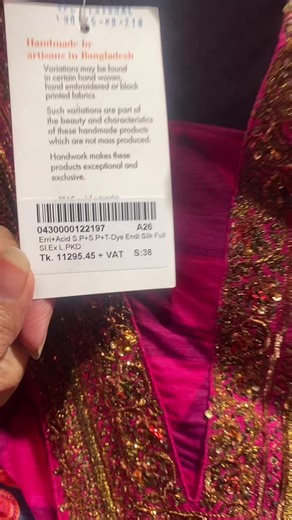 Handmade by
artisans in Bangladesh
Variations may be found
in certain hand woven,
hand embroidered or block
printed fabrics.
Such variations are part of
the beauty and characteristics
of these handmade products
which are not mass produced.
Handwork makes these
products exceptional and
exclusive.
0430000122197 A26
Erri+Acid S.P+S.P+T-Dye Endi Silk Full
Sl.Ex L.PKD
Tk. 11295.45 + VAT S:38